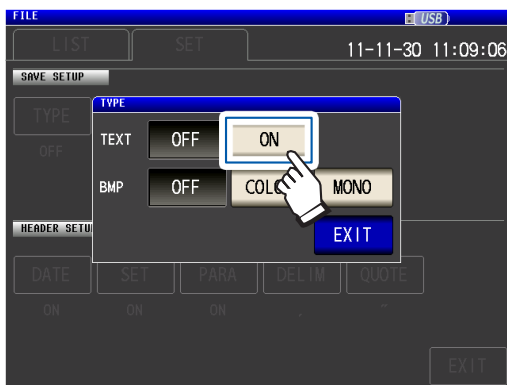 FILE USB
LIST SET 11-11-30 11:09:06
SAVE SETUP
TYPE
OFF
TYPE
TEXT OFF ON
BMP OFF MONO
EXIT
HEADER SETU
DATE SET PARA DELIM QUOTE
ON ON ON . ~
EXIT